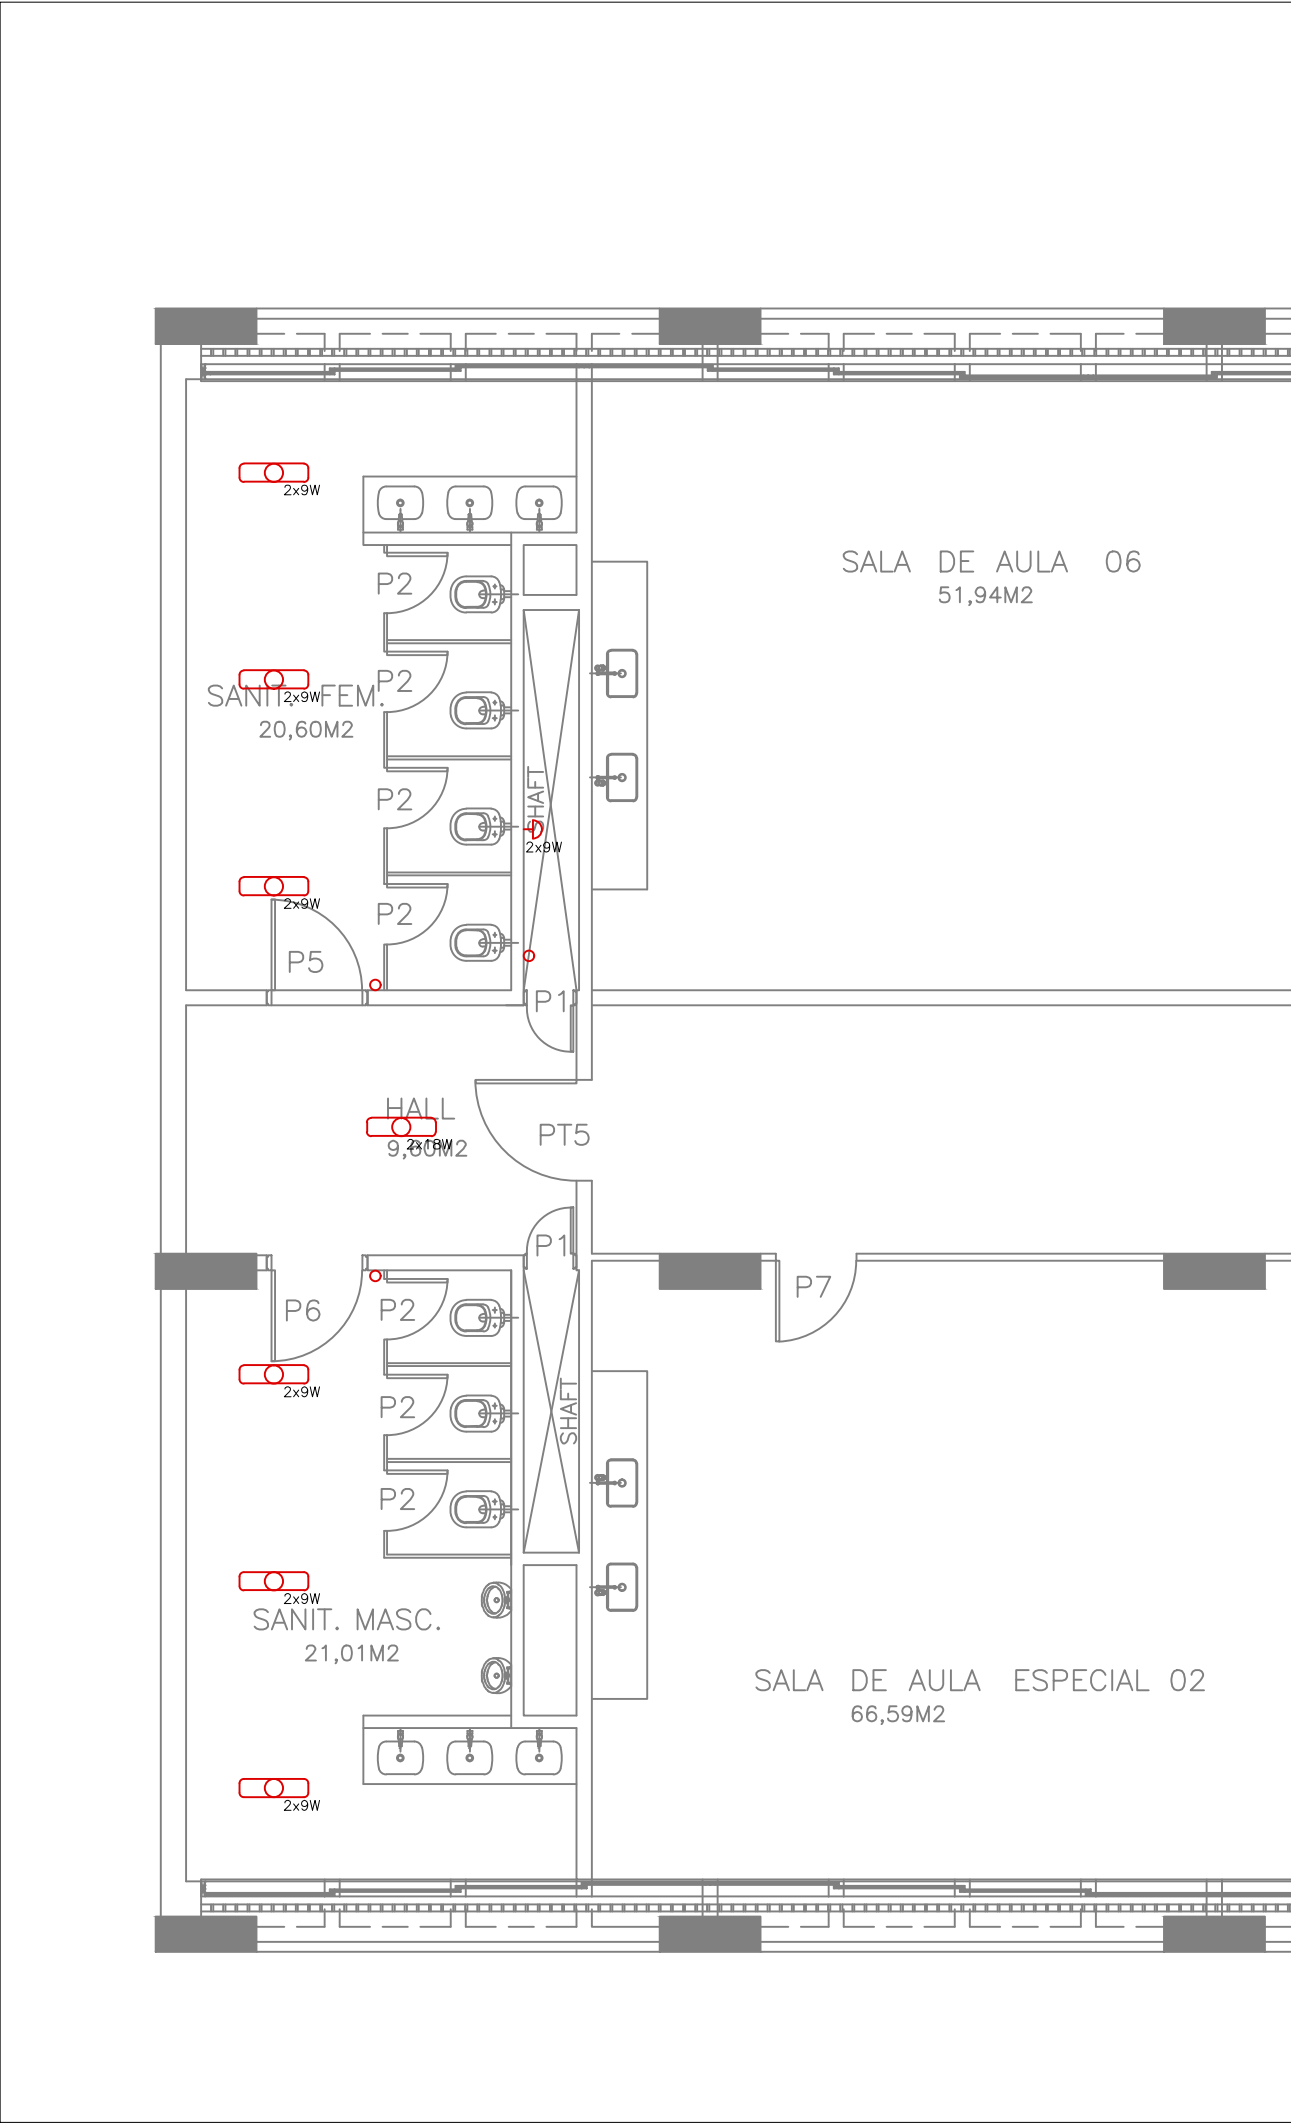 2x9W
SALA DE AULA 06
51,94M2
P2
P2
2x9W
SANIT. FEM.
20,60M2
P2
SHAFT
2x9W
2x9W
P2
P5
P1
HALL
2x18W
9,60M2
PT5
P1
P7
P6
P2
2x9W
P2
SHAFT
P2
2x9W
SANIT. MASC.
21,01M2
SALA DE AULA ESPECIAL 02
66,59M2
2x9W